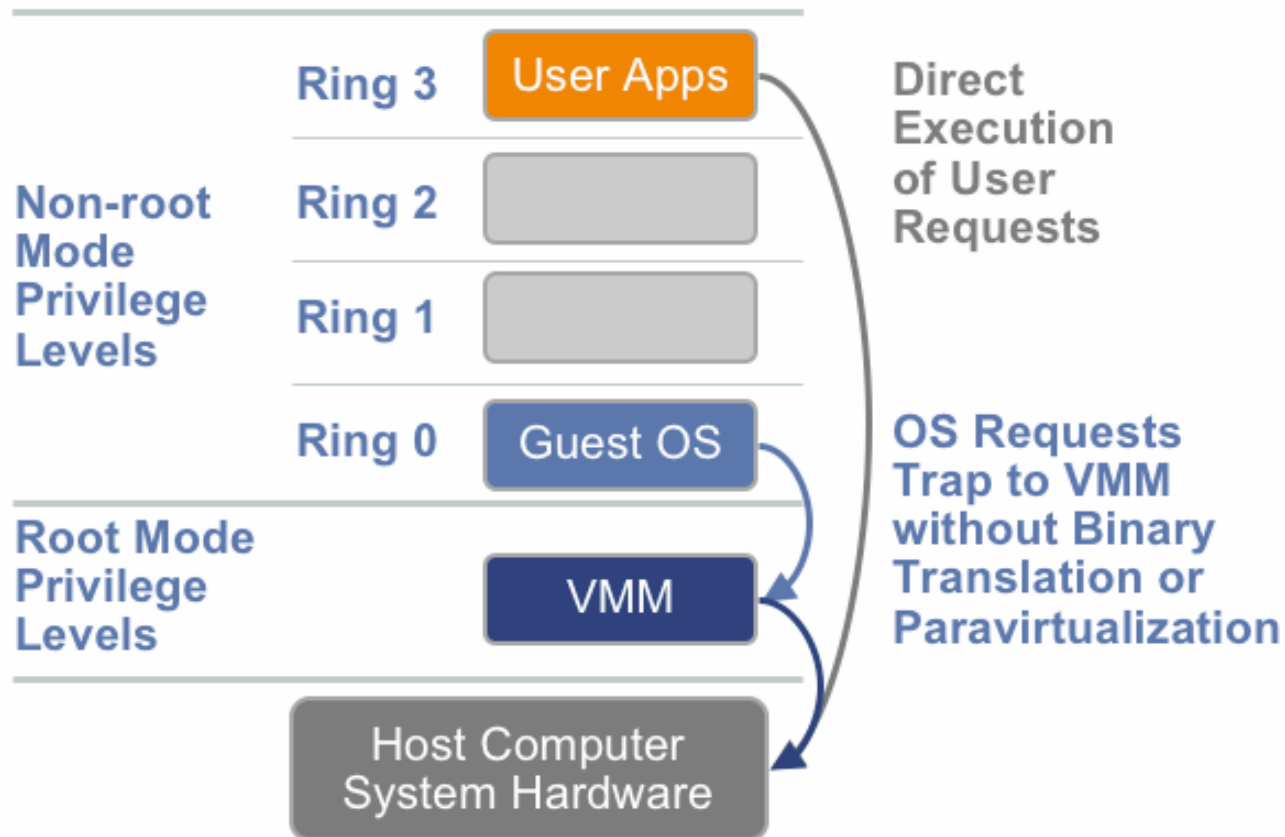 Ring 3
User Apps
Direct
Execution
of User
Requests
Non-root
Mode
Privilege
Levels
Ring 2
Ring 1
Ring 0
Guest OS
OS Requests
Trap to VMM
without Binary
Translation or
Paravirtualization
Root Mode
Privilege
Levels
VMM
Host Computer
System Hardware